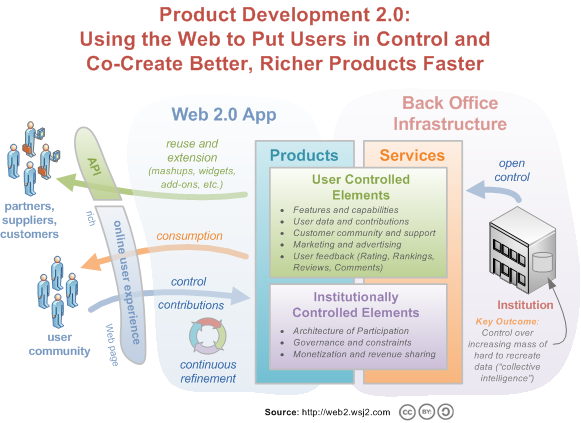 Product Development 2.0:
Using the Web to Put Users in Control and
Co-Create Better, Richer Products Faster
Web 2.0 App
Back Office
Infrastructure
reuse and
extension
(mashups, widgets,
add-ons, etc.)
Products
Services
open
control
API
partners,
suppliers,
customers
rich
online user experience
Web page
User Controlled
Elements
• Features and capabilities
• User data and contributions
• Customer community and support
• Marketing and advertising
• User feedback (Rating, Rankings,
Reviews, Comments)
consumption
control
contributions
Institutionally
Controlled Elements
• Architecture of Participation
• Governance and constraints
• Monetization and revenue sharing
user
community
continuous
refinement
Institution
Key Outcome:
Control over
increasing mass of
hard to recreate
data ("collective
intelligence")
Source: http://web2.wsj2.com
CC BY: